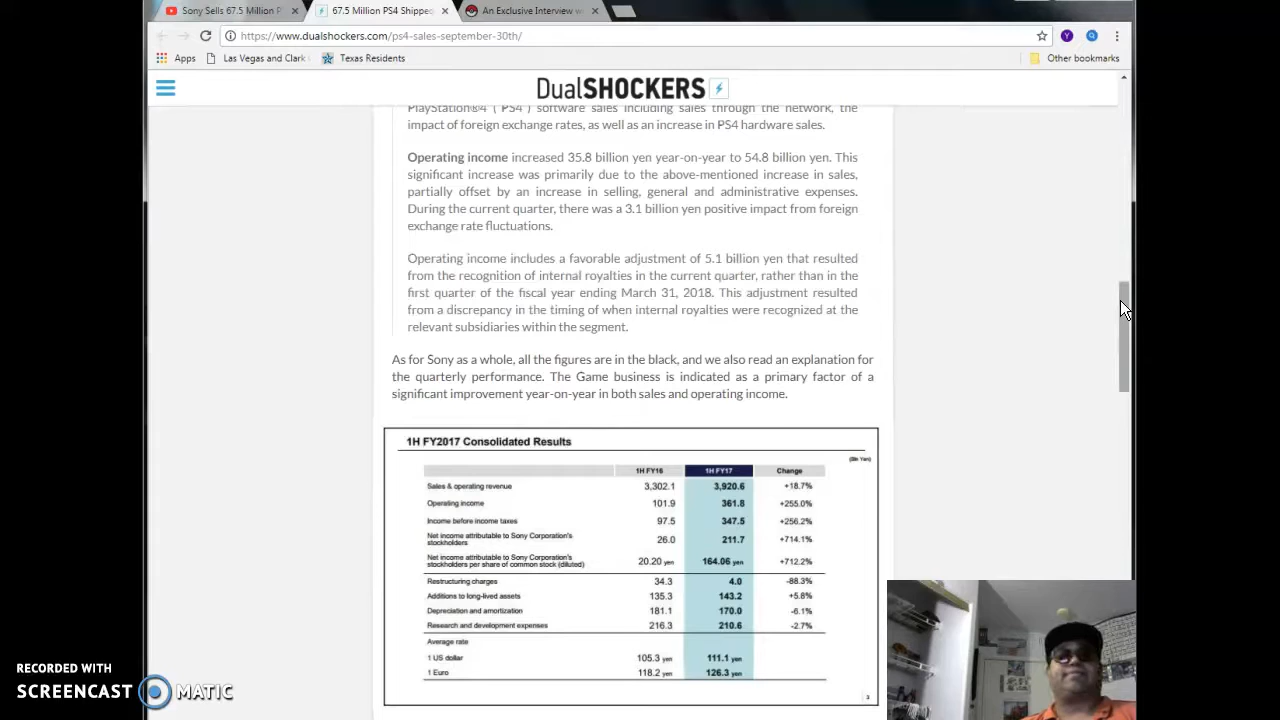 Sony Sells 67.5 Million P
67.5 Million PS4 Shipped
An Exclusive Interview w
https://www.dualshockers.com/ps4-sales-september-30th/
Apps
Las Vegas and Clark
Texas Residents
Other bookmarks
DualSHOCKERS
PlayStation®4 ("PS4") software sales including sales through the network, the
impact of foreign exchange rates, as well as an increase in PS4 hardware sales.
Operating income increased 35.8 billion yen year-on-year to 54.8 billion yen. This
significant increase was primarily due to the above-mentioned increase in sales,
partially offset by an increase in selling, general and administrative expenses.
During the current quarter, there was a 3.1 billion yen positive impact from foreign
exchange rate fluctuations.
Operating income includes a favorable adjustment of 5.1 billion yen that resulted
from the recognition of internal royalties in the current quarter, rather than in the
first quarter of the fiscal year ending March 31, 2018. This adjustment resulted
from a discrepancy in the timing of when internal royalties were recognized at the
relevant subsidiaries within the segment.
As for Sony as a whole, all the figures are in the black, and we also read an explanation for
the quarterly performance. The Game business is indicated as a primary factor of a
significant improvement year-on-year in both sales and operating income.
1H FY2017 Consolidated Results
(Bln Yen)
1H FY16 1H FY17 Change
Sales & operating revenue 3,302.1 3,920.6 +18.7%
Operating income 101.9 361.8 +255.0%
Income before income taxes 97.5 347.5 +256.2%
Net income attributable to Sony Corporation's
stockholders 26.0 211.7 +714.1%
Net income attributable to Sony Corporation's
stockholders per share of common stock (diluted) 20.20 yen 164.06 yen +712.2%
Restructuring charges 34.3 4.0 -88.3%
Additions to long-lived assets 135.3 143.2 +5.8%
Depreciation and amortization 181.1 170.0 -6.1%
Research and development expenses 216.3 210.6 -2.7%
Average rate
1 US dollar 105.3 yen 111.1 yen
1 Euro 118.2 yen 126.3 yen
3
RECORDED WITH
SCREENCAST MATIC